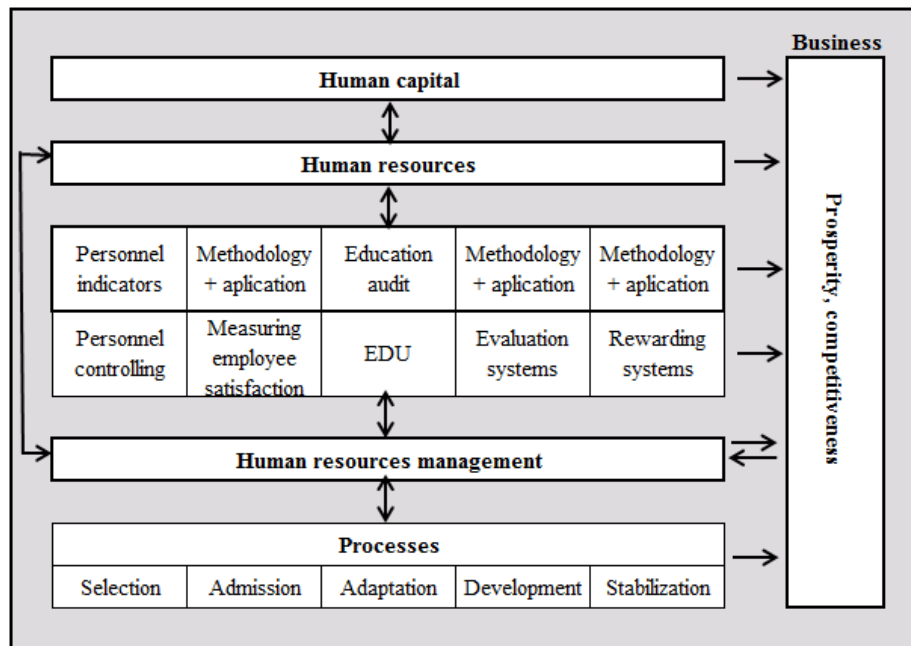 Business
Human capital
Human resources
Personnel
indicators
Methodology
+ aplication
Education
audit
Methodology
+ aplication
Methodology
+ aplication
Personnel
controlling
Measuring
employee
satisfaction
EDU
Evaluation
systems
Rewarding
systems
Human resources management
Processes
Selection
Admission
Adaptation
Development
Stabilization
Prosperity, competitiveness